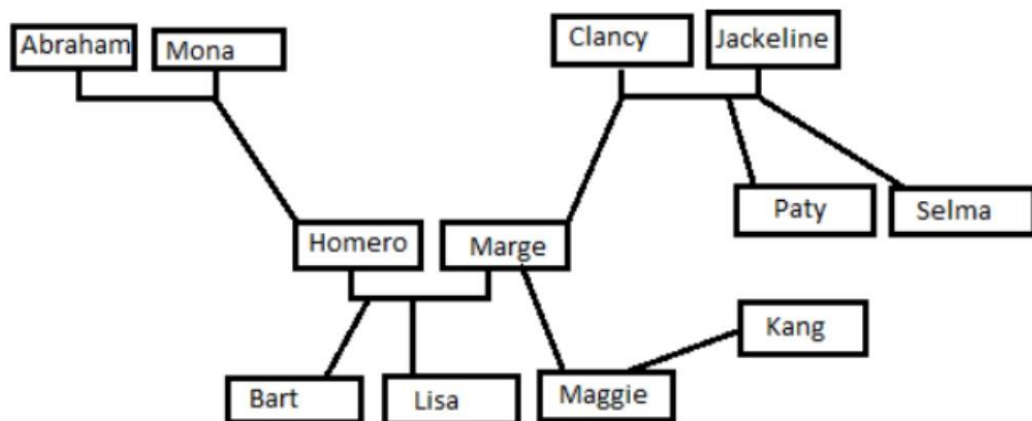 Abraham
Mona
Clancy
Jackeline
Paty
Selma
Homero
Marge
Kang
Bart
Lisa
Maggie